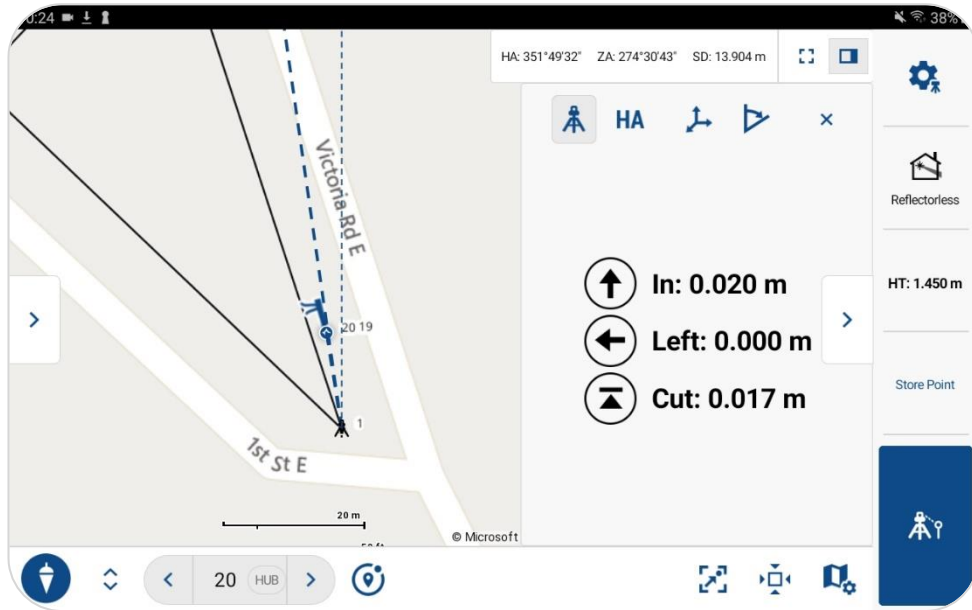 0:24
38%
HA: 351°49'32" ZA: 274°30'43" SD: 13.904 m
HA
Reflectorless
Victoria Rd E
In: 0.020 m
HT: 1.450 m
20 19
Left: 0.000 m
Store Point
Cut: 0.017 m
1
1st St E
20 m
© Microsoft
20 HUB